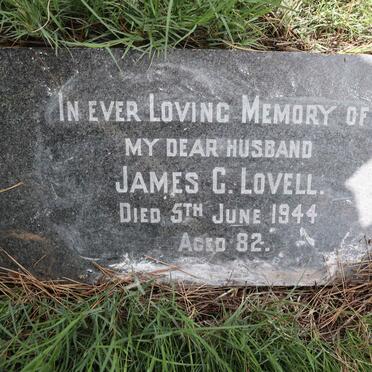 IN EVER LOVING MEMORY OF
MY DEAR HUSBAND
JAMES C. LOVELL.
DIED 5TH JUNE 1944
AGED 82.